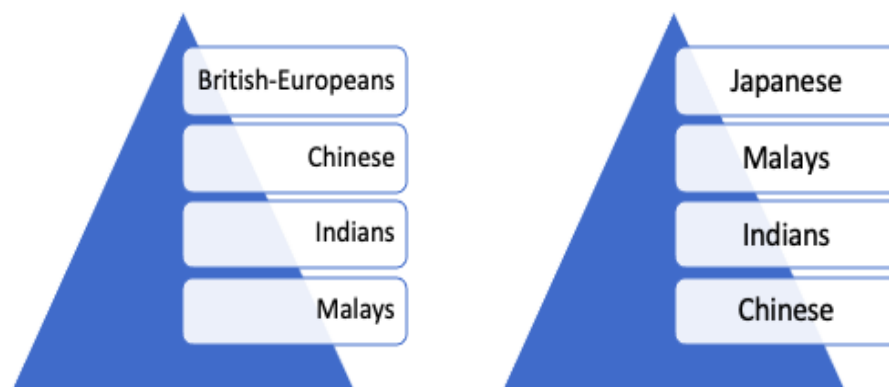 British-Europeans
Chinese
Indians
Malays
Japanese
Malays
Indians
Chinese